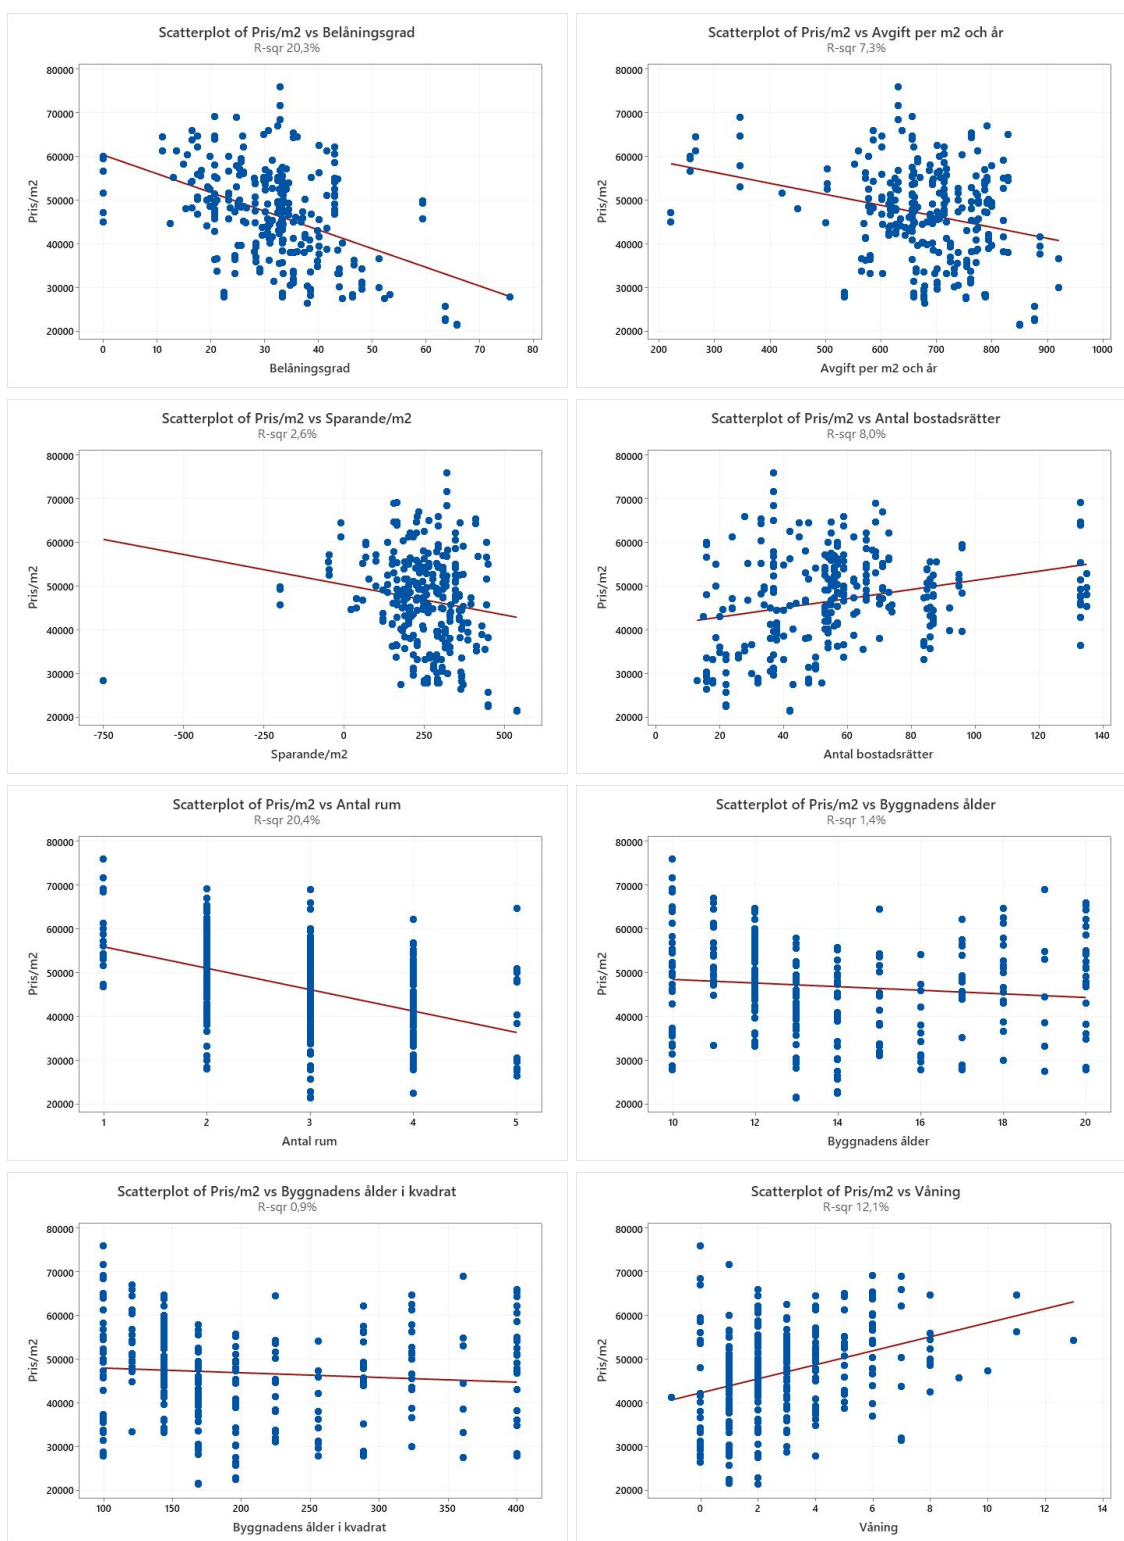 Scatterplot of Pris/m2 vs Belåningsgrad
R-sqr 20,3%
80000
70000
60000
50000
40000
30000
20000
Pris/m2
0 10 20 30 40 50 60 70 80
Belåningsgrad
Scatterplot of Pris/m2 vs Avgift per m2 och år
R-sqr 7,3%
80000
70000
60000
50000
40000
30000
20000
Pris/m2
200 300 400 500 600 700 800 900 1000
Avgift per m2 och år
Scatterplot of Pris/m2 vs Sparande/m2
R-sqr 2,6%
80000
70000
60000
50000
40000
30000
20000
Pris/m2
-750 -500 -250 0 250 500
Sparande/m2
Scatterplot of Pris/m2 vs Antal bostadsrätter
R-sqr 8,0%
80000
70000
60000
50000
40000
30000
20000
Pris/m2
0 20 40 60 80 100 120 140
Antal bostadsrätter
Scatterplot of Pris/m2 vs Antal rum
R-sqr 20,4%
80000
70000
60000
50000
40000
30000
20000
Pris/m2
1 2 3 4 5
Antal rum
Scatterplot of Pris/m2 vs Byggnadens ålder
R-sqr 1,4%
80000
70000
60000
50000
40000
30000
20000
Pris/m2
10 12 14 16 18 20
Byggnadens ålder
Scatterplot of Pris/m2 vs Byggnadens ålder i kvadrat
R-sqr 0,9%
80000
70000
60000
50000
40000
30000
20000
Pris/m2
100 150 200 250 300 350 400
Byggnadens ålder i kvadrat
Scatterplot of Pris/m2 vs Våning
R-sqr 12,1%
80000
70000
60000
50000
40000
30000
20000
Pris/m2
0 2 4 6 8 10 12 14
Våning